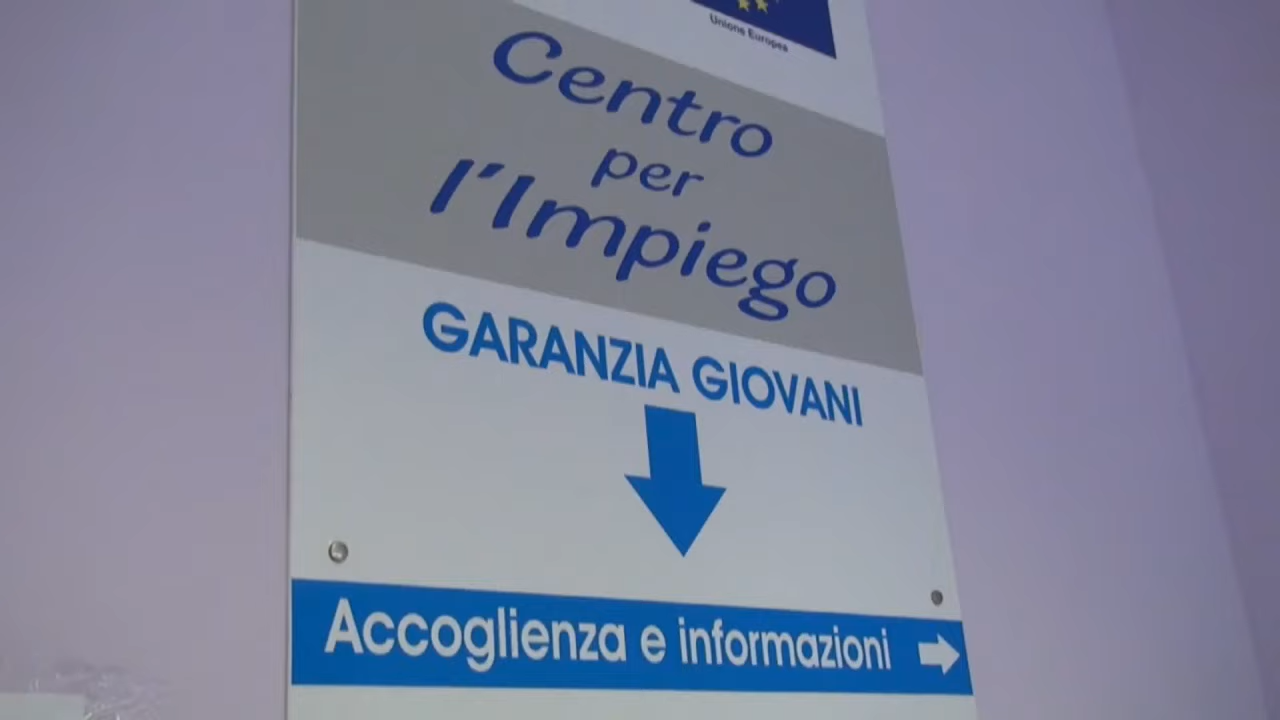 Unione Europea
Centro
per
l'Impiego
GARANZIA GIOVANI
Accoglienza e informazioni